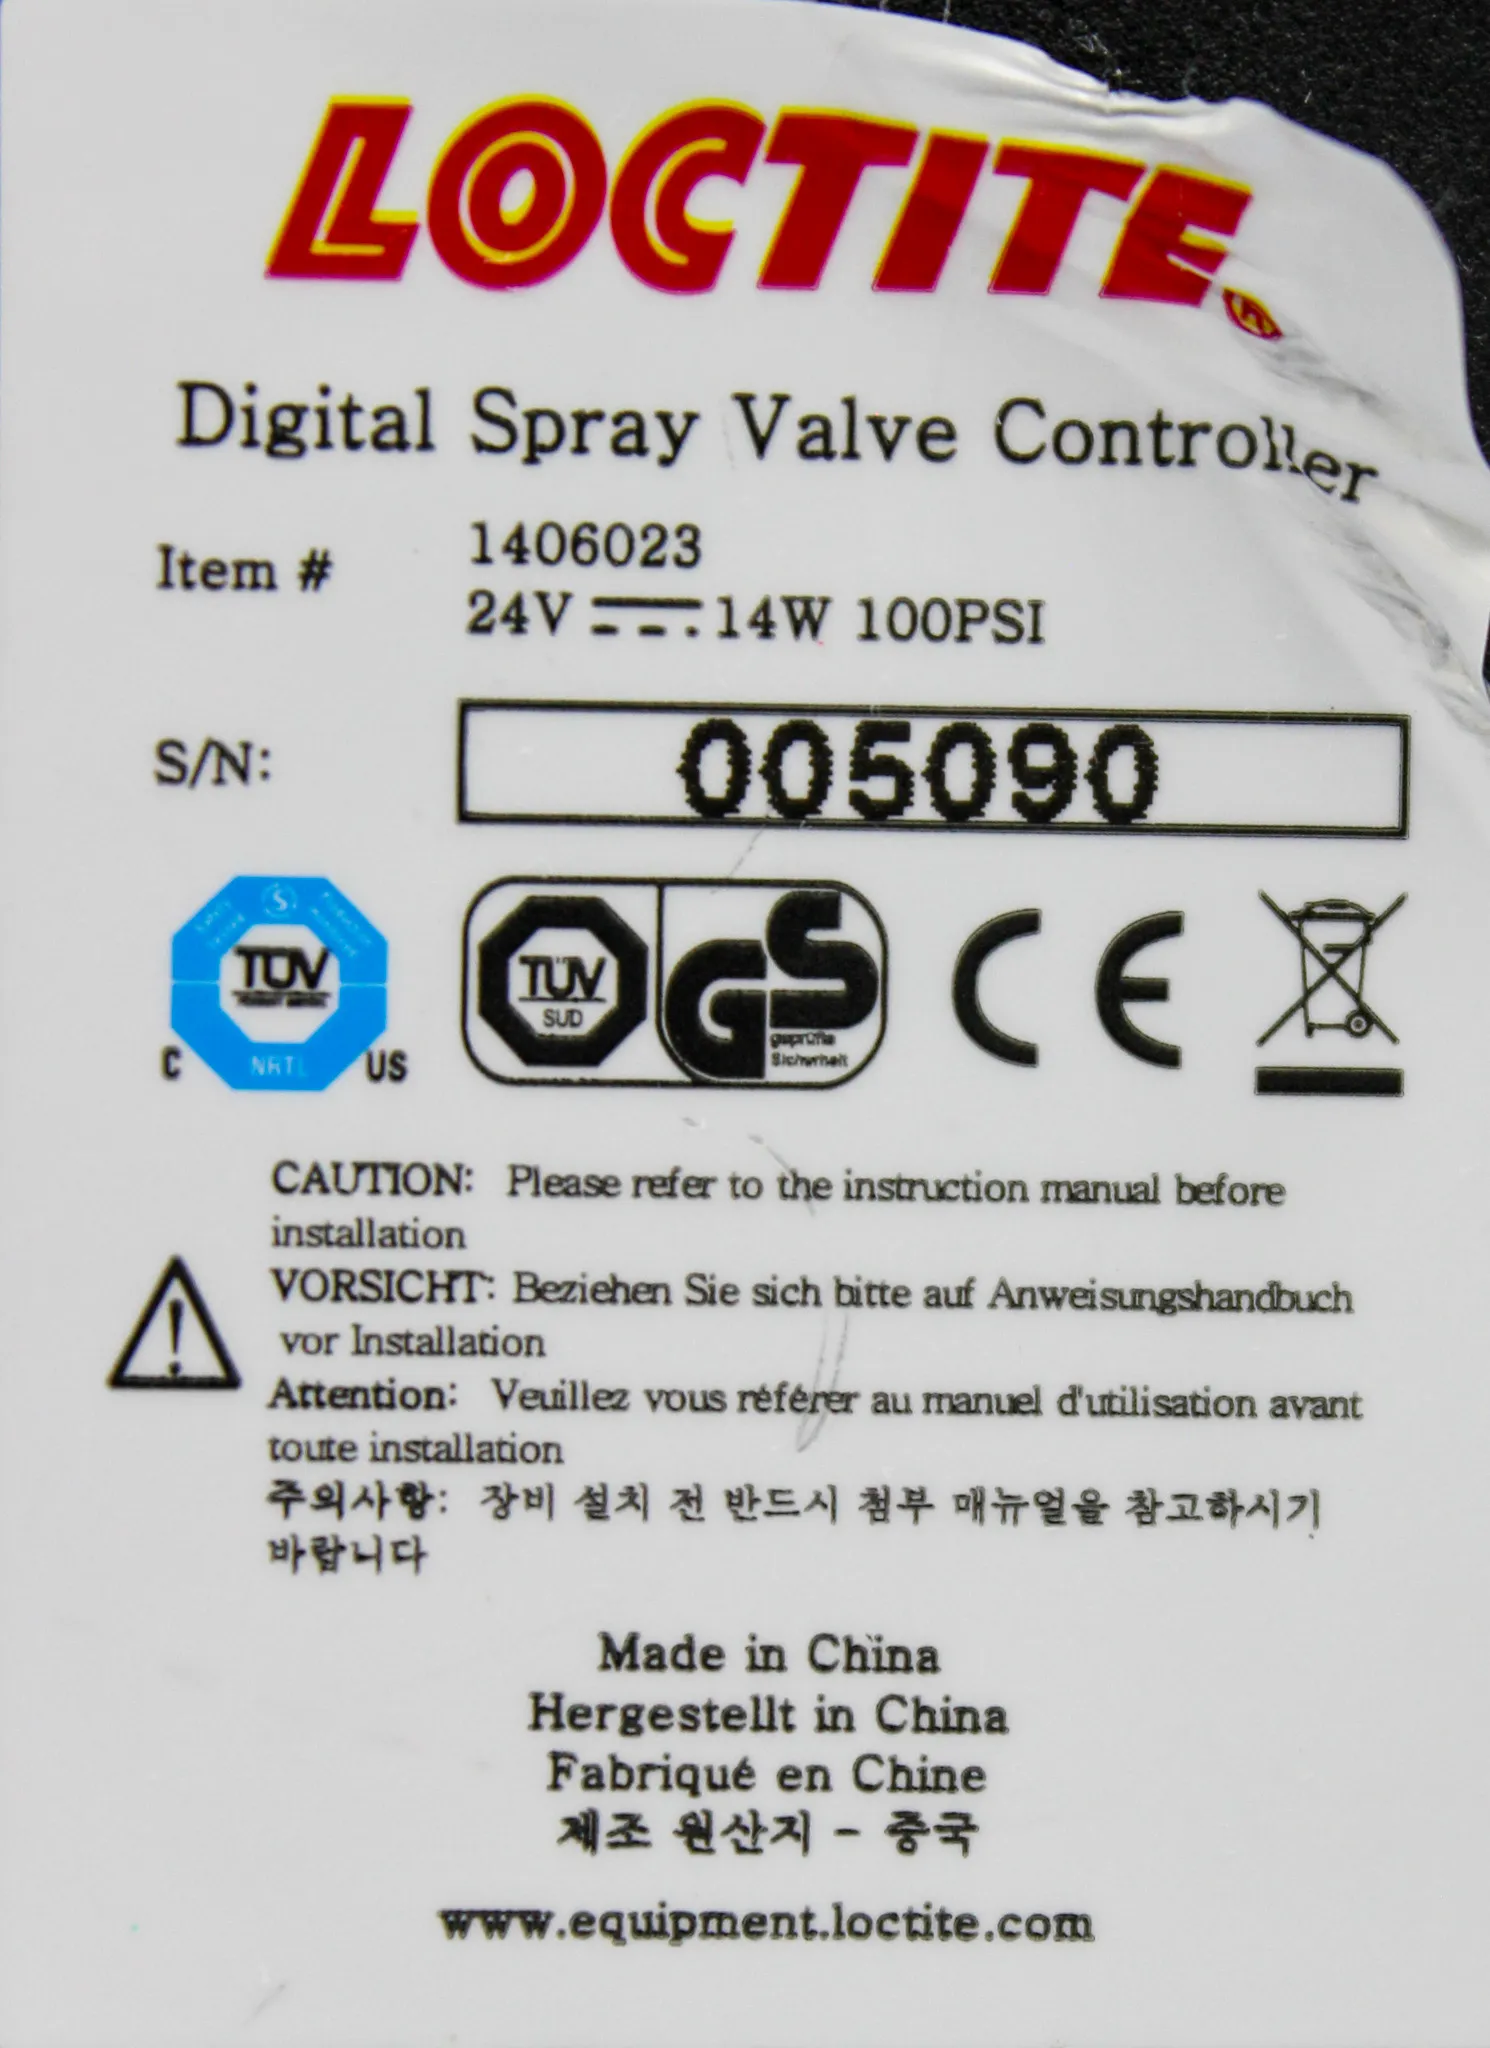 LOCTITE
Digital Spray Valve Controller
Item # 1406023
24V 14W 100PSI
S/N: 005090
TÜV
NRTL
C US
TÜV
SUD
GS
geprüfte
Sicherheit
CE
CAUTION: Please refer to the instruction manual before
installation
VORSICHT: Beziehen Sie sich bitte auf Anweisungshandbuch
vor Installation
Attention: Veuillez vous référer au manuel d'utilisation avant
toute installation
주의사항: 장비 설치 전 반드시 첨부 매뉴얼을 참고하시기
바랍니다
Made in China
Hergestellt in China
Fabriqué en Chine
제조 원산지 - 중국
www.equipment.loctite.com